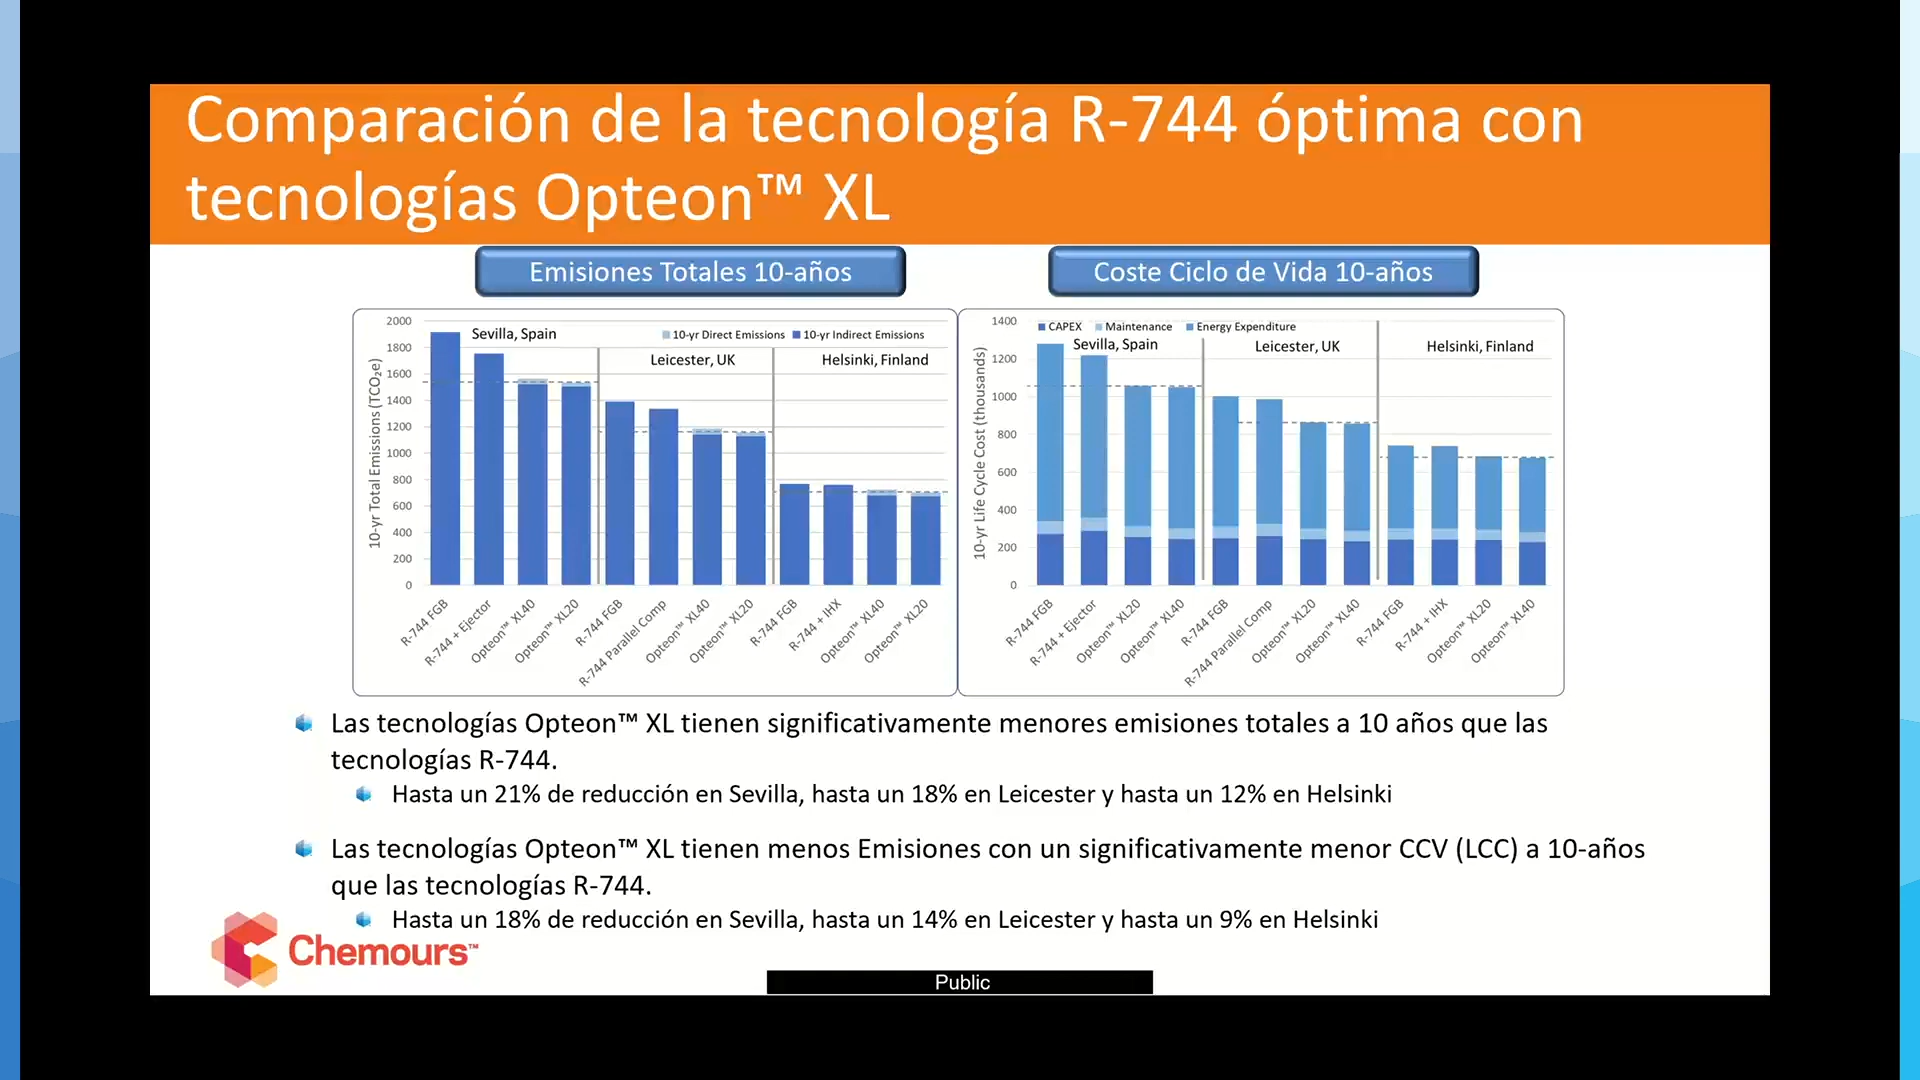 Comparación de la tecnología R-744 óptima con
tecnologías Opteon™ XL
Emisiones Totales 10-años
2000
1800
1600
1400
1200
1000
800
600
400
200
0
10-yr Total Emissions (TCO₂e)
Sevilla, Spain
10-yr Direct Emissions
10-yr Indirect Emissions
Leicester, UK
Helsinki, Finland
R-744 FGB
R-744 + Ejector
Opteon™ XL40
Opteon™ XL20
R-744 FGB
R-744 Parallel Comp
Opteon™ XL40
Opteon™ XL20
R-744 FGB
R-744 + IHX
Opteon™ XL40
Opteon™ XL20
Coste Ciclo de Vida 10-años
1400
1200
1000
800
600
400
200
0
10-yr Life Cycle Cost (thousands)
CAPEX
Maintenance
Energy Expenditure
Sevilla, Spain
Leicester, UK
Helsinki, Finland
R-744 FGB
R-744 + Ejector
Opteon™ XL20
Opteon™ XL40
R-744 FGB
R-744 Parallel Comp
Opteon™ XL20
Opteon™ XL40
R-744 FGB
R-744 + IHX
Opteon™ XL20
Opteon™ XL40
Las tecnologías Opteon™ XL tienen significativamente menores emisiones totales a 10 años que las
tecnologías R-744.
Hasta un 21% de reducción en Sevilla, hasta un 18% en Leicester y hasta un 12% en Helsinki
Las tecnologías Opteon™ XL tienen menos Emisiones con un significativamente menor CCV (LCC) a 10-años
que las tecnologías R-744.
Hasta un 18% de reducción en Sevilla, hasta un 14% en Leicester y hasta un 9% en Helsinki
Chemours™
Public